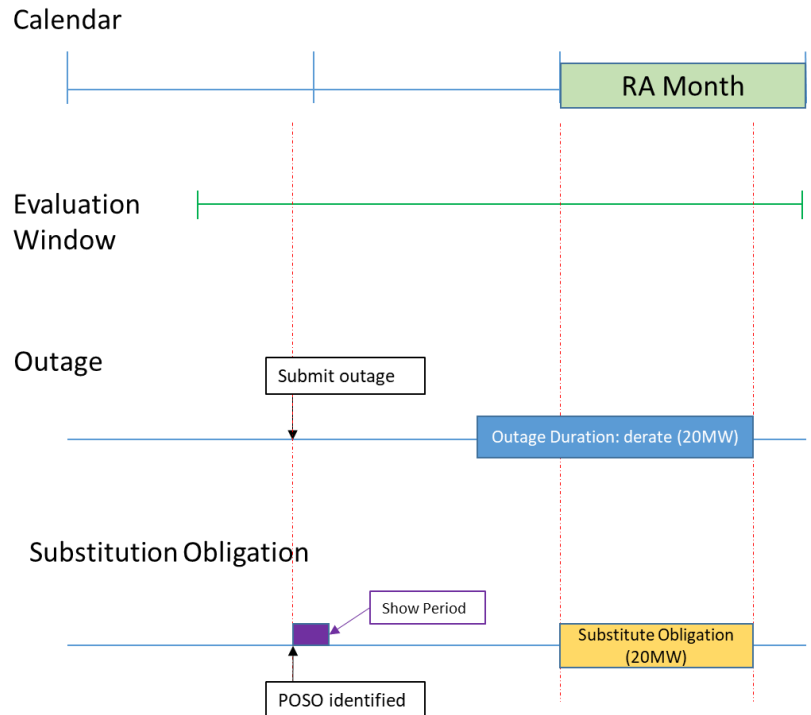 Calendar
RA Month
Evaluation
Window
Outage
Submit outage
Outage Duration: derate (20MW)
Substitution Obligation
Show Period
Substitute Obligation
(20MW)
POSO identified